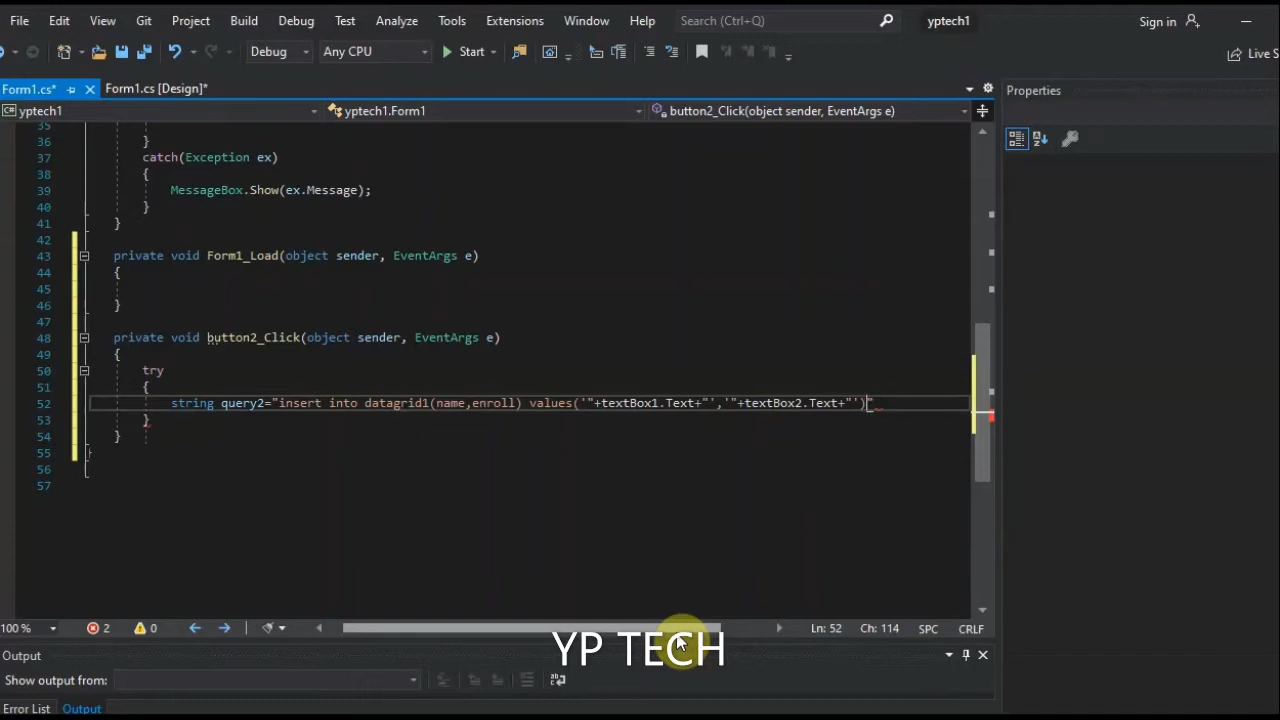 File Edit View Git Project Build Debug Test Analyze Tools Extensions Window Help Search (Ctrl+Q) yptech1 Sign in
Debug Any CPU Start Live S
Form1.cs* Form1.cs [Design]*
yptech1 yptech1.Form1 button2_Click(object sender, EventArgs e)
Properties
35
36 }
37 catch(Exception ex)
38 {
39 MessageBox.Show(ex.Message);
40 }
41 }
42
43 private void Form1_Load(object sender, EventArgs e)
44 {
45
46 }
47
48 private void button2_Click(object sender, EventArgs e)
49 {
50 try
51 {
52 string query2="insert into datagrid1(name,enroll) values('"+textBox1.Text+"','"+textBox2.Text+"')"
53 }
54 }
55 }
56
57
100 % 2 0 Ln: 52 Ch: 114 SPC CRLF
YP TECH
Output
Show output from:
Error List Output